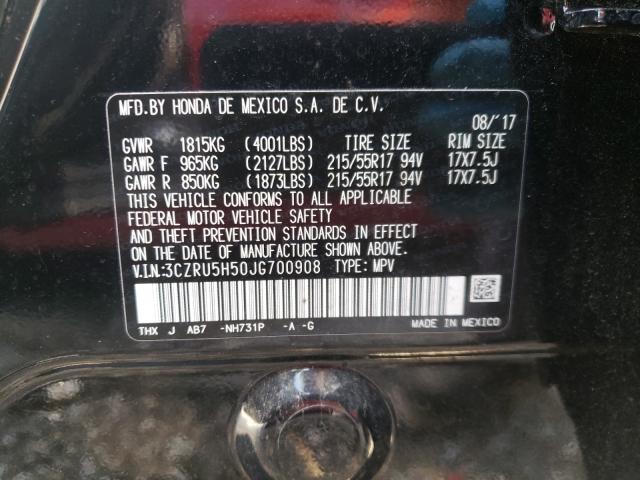 MFD.BY HONDA DE MEXICO S.A. DE C.V.
08/'17
GVWR 1815KG (4001LBS) TIRE SIZE RIM SIZE
GAWR F 965KG (2127LBS) 215/55R17 94V 17X7.5J
GAWR R 850KG (1873LBS) 215/55R17 94V 17X7.5J
THIS VEHICLE CONFORMS TO ALL APPLICABLE
FEDERAL MOTOR VEHICLE SAFETY
AND THEFT PREVENTION STANDARDS IN EFFECT
ON THE DATE OF MANUFACTURE SHOWN ABOVE.
V.I.N.:3CZRU5H50JG700908 TYPE: MPV
THX J AB7 -NH731P -A -G MADE IN MEXICO